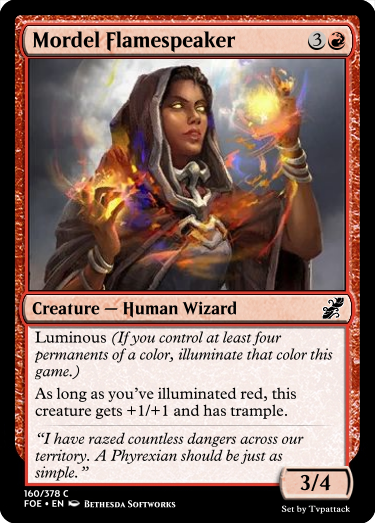 Mordel Flamespeaker 3
Creature — Human Wizard
Luminous (If you control at least four
permanents of a color, illuminate that color this
game.)
As long as you've illuminated red, this
creature gets +1/+1 and has trample.
"I have razed countless dangers across our
territory. A Phyrexian should be just as
simple."
3/4
160/378 C
FOE • EN Bethesda Softworks
Set by Tvpattack